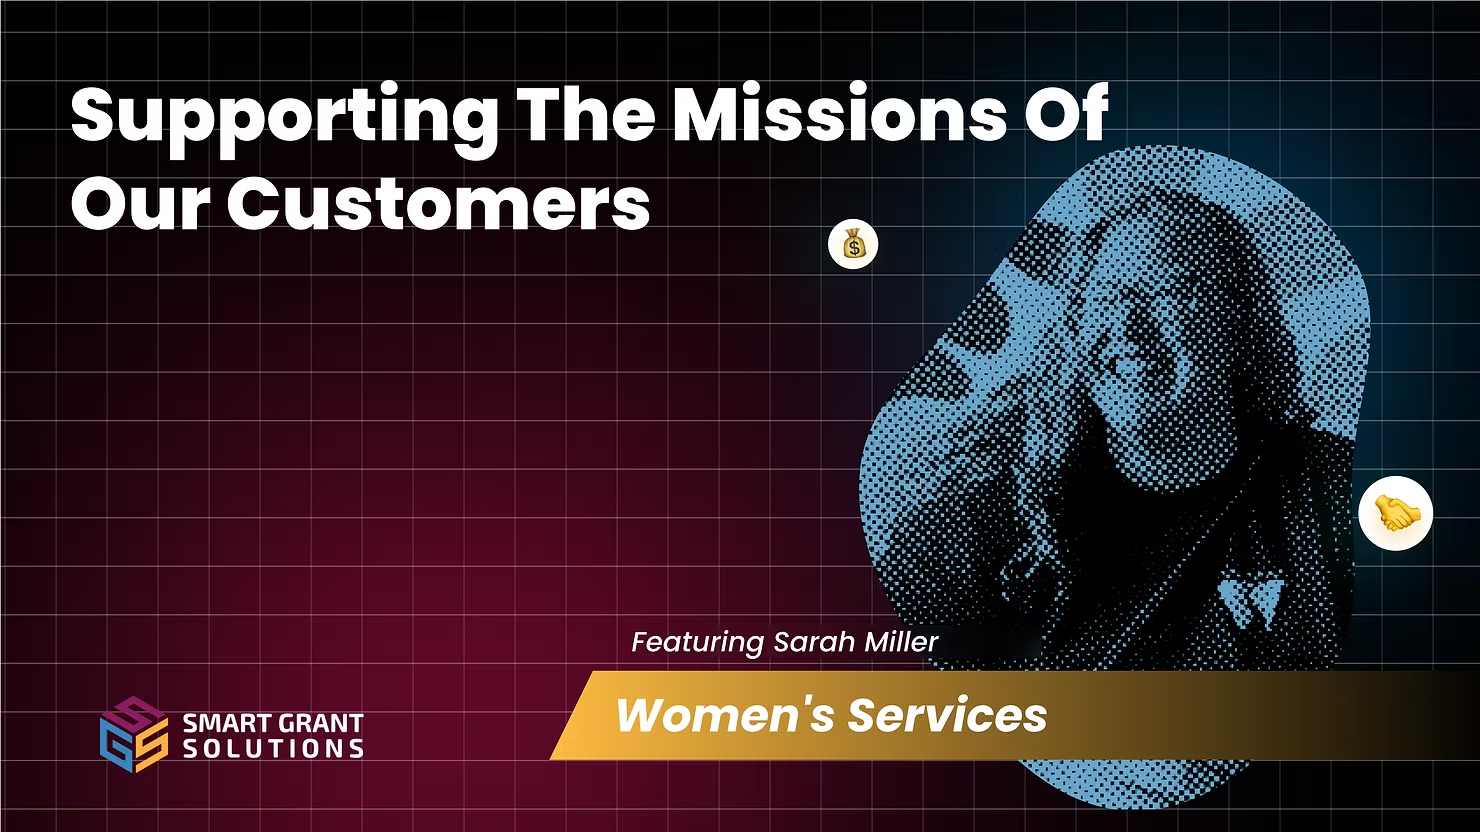 Supporting The Missions Of
Our Customers
Featuring Sarah Miller
Women's Services
SMART GRANT
SOLUTIONS